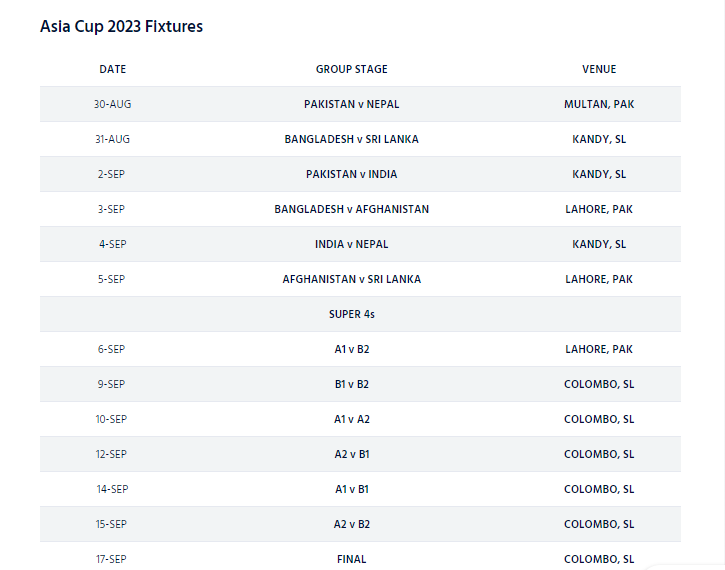 Asia Cup 2023 Fixtures
DATE GROUP STAGE VENUE
30-AUG PAKISTAN v NEPAL MULTAN, PAK
31-AUG BANGLADESH v SRI LANKA KANDY, SL
2-SEP PAKISTAN v INDIA KANDY, SL
3-SEP BANGLADESH v AFGHANISTAN LAHORE, PAK
4-SEP INDIA v NEPAL KANDY, SL
5-SEP AFGHANISTAN v SRI LANKA LAHORE, PAK
SUPER 4s
6-SEP A1 v B2 LAHORE, PAK
9-SEP B1 v B2 COLOMBO, SL
10-SEP A1 v A2 COLOMBO, SL
12-SEP A2 v B1 COLOMBO, SL
14-SEP A1 v B1 COLOMBO, SL
15-SEP A2 v B2 COLOMBO, SL
17-SEP FINAL COLOMBO, SL